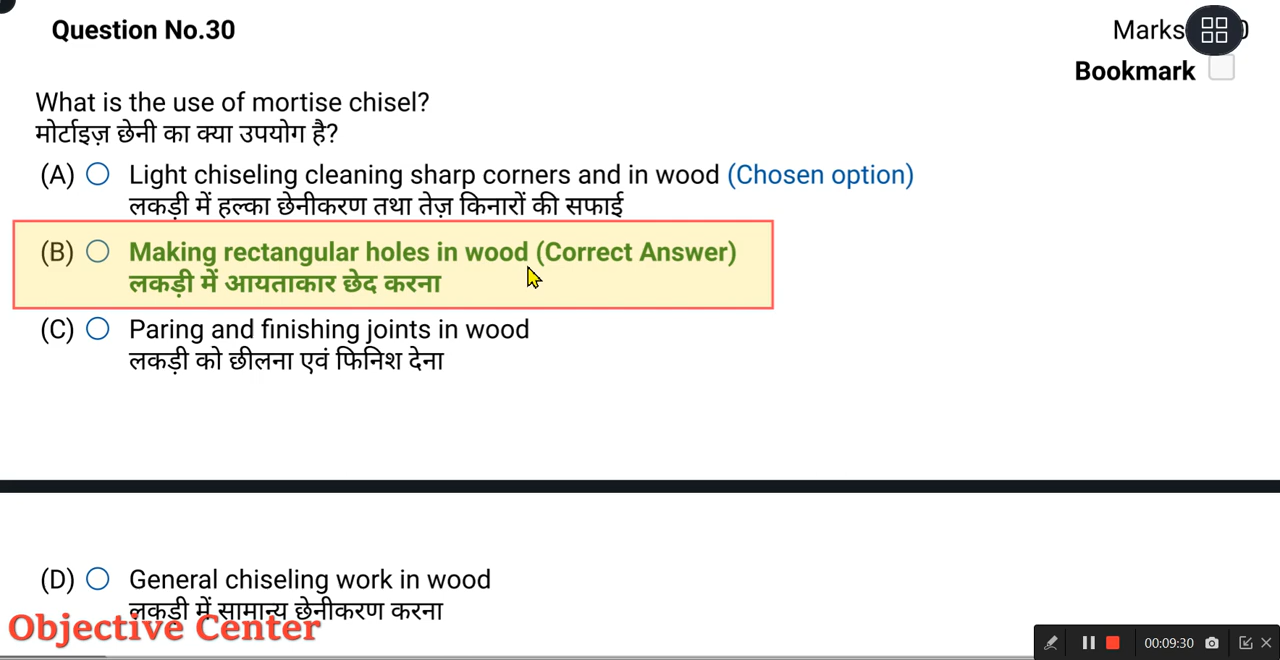 Question No.30
Marks
Bookmark
What is the use of mortise chisel?
मोर्टाइज़ छेनी का क्या उपयोग है?
(A) Light chiseling cleaning sharp corners and in wood (Chosen option)
लकड़ी में हल्का छेनीकरण तथा तेज़ किनारों की सफाई
(B) Making rectangular holes in wood (Correct Answer)
लकड़ी में आयताकार छेद करना
(C) Paring and finishing joints in wood
लकड़ी को छीलना एवं फिनिश देना
(D) General chiseling work in wood
लकड़ी में सामान्य छेनीकरण करना
Objective Center
00:09:30